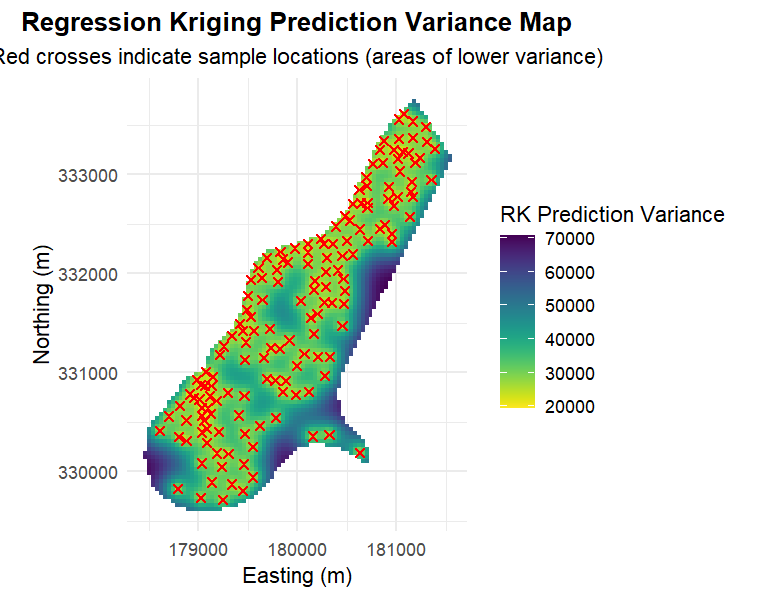 Regression Kriging Prediction Variance Map
Red crosses indicate sample locations (areas of lower variance)
333000
332000
331000
330000
Northing (m)
179000 180000 181000
Easting (m)
RK Prediction Variance
70000
60000
50000
40000
30000
20000